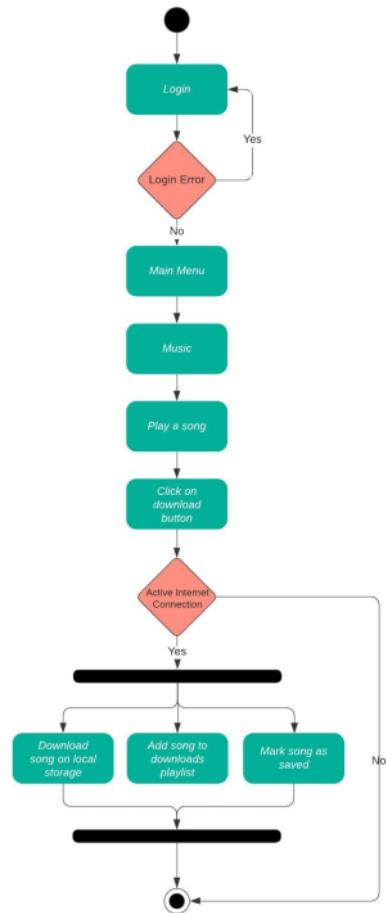 Login
Yes
Login Error
No
Main Menu
Music
Play a song
Click on
download
button
Active Internet
Connection
Yes
Download
song on local
storage
Add song to
downloads
playlist
Mark song as
saved
No